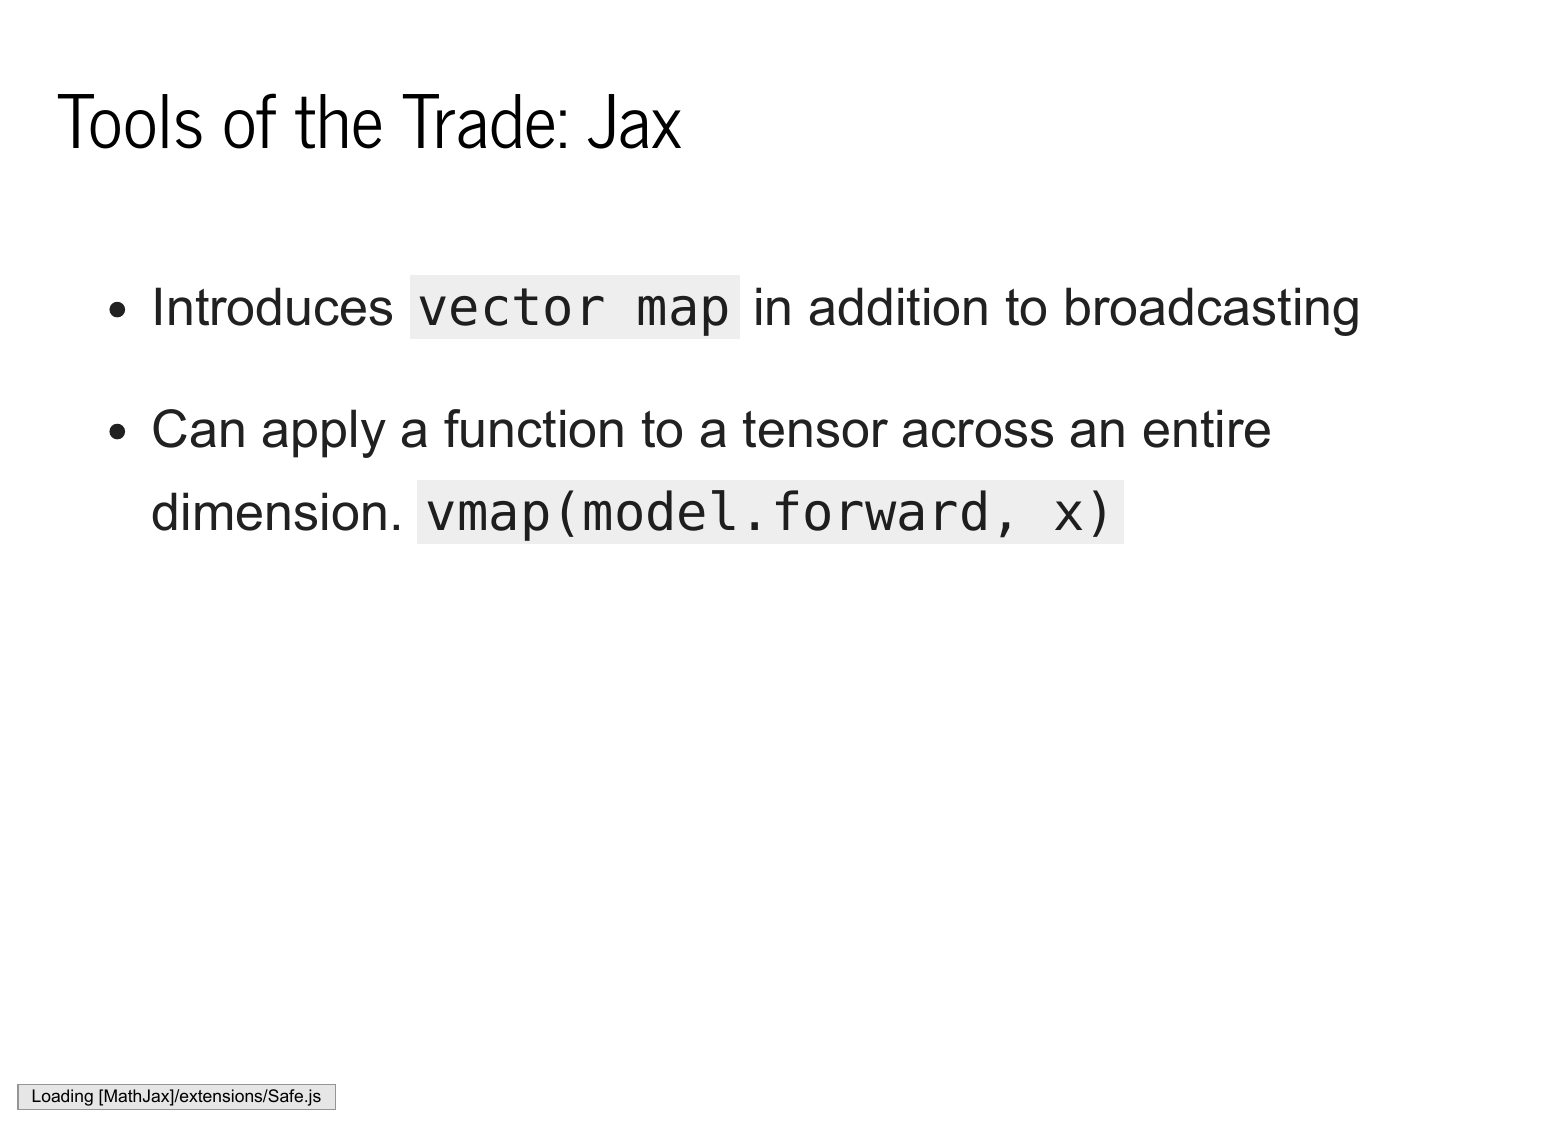 Tools of the Trade: Jax
• Introduces vector map in addition to broadcasting
• Can apply a function to a tensor across an entire
dimension. vmap(model.forward, x)
Loading [MathJax]/extensions/Safe.js